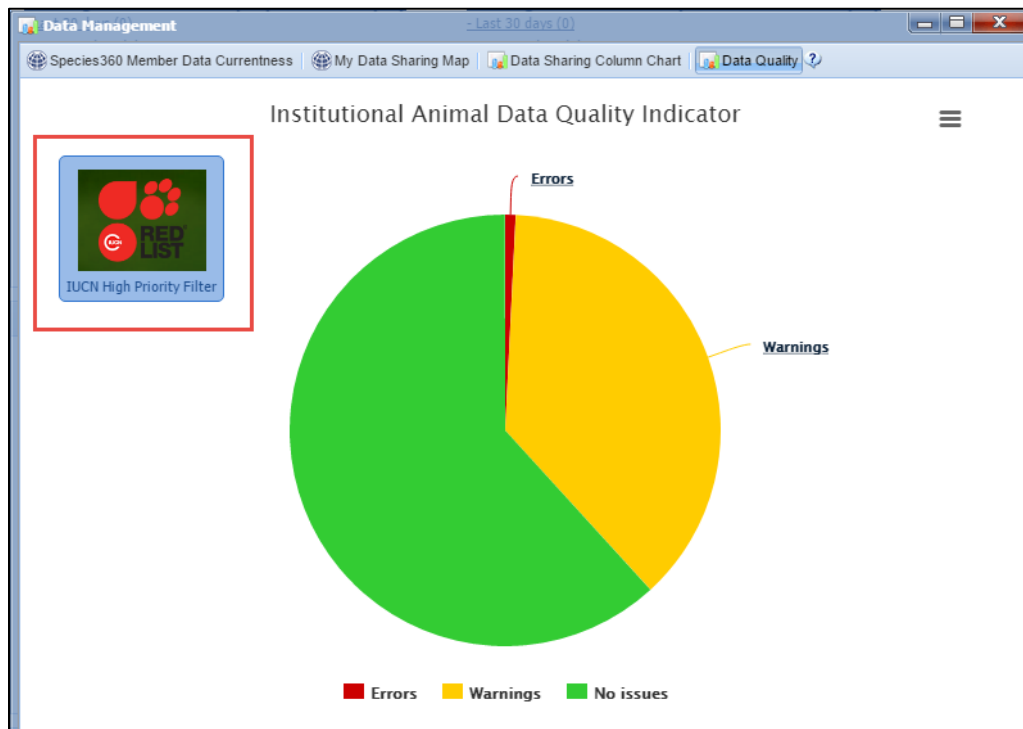 - Last 30 days (0)
Data Management
X
Species360 Member Data Currentness
My Data Sharing Map
Data Sharing Column Chart
Data Quality
?
Institutional Animal Data Quality Indicator
IUCN
RED
LIST
IUCN High Priority Filter
Errors
Warnings
Errors
Warnings
No issues